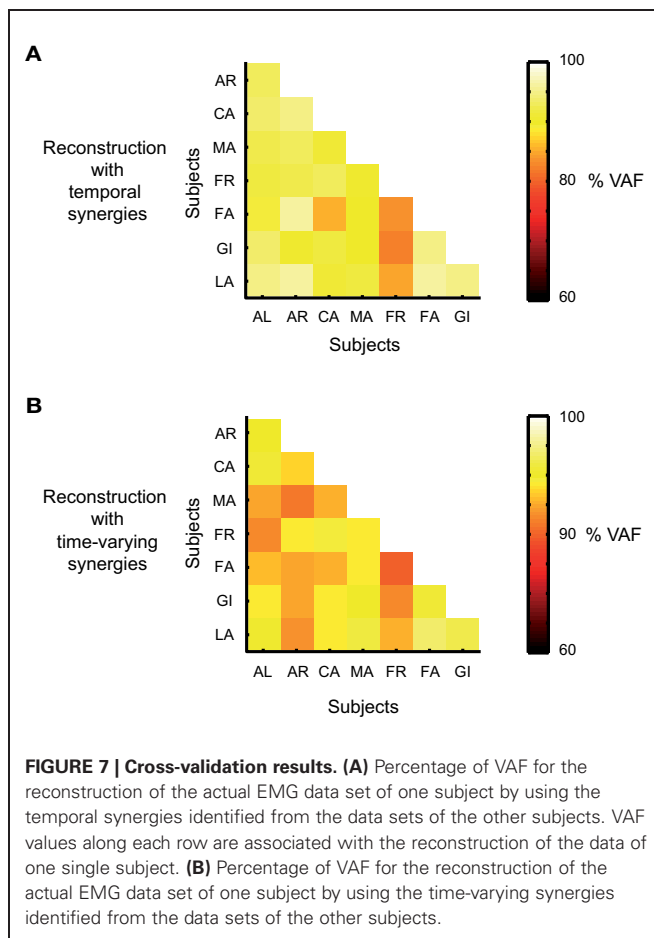 A
Reconstruction
with
temporal
synergies
Subjects
AR
CA
MA
FR
FA
GI
LA
AL AR CA MA FR FA GI
Subjects
100
80
60
% VAF
B
Reconstruction
with
time-varying
synergies
Subjects
AR
CA
MA
FR
FA
GI
LA
AL AR CA MA FR FA GI
Subjects
100
90
60
% VAF
FIGURE 7 | Cross-validation results. (A) Percentage of VAF for the
reconstruction of the actual EMG data set of one subject by using the
temporal synergies identified from the data sets of the other subjects. VAF
values along each row are associated with the reconstruction of the data of
one single subject. (B) Percentage of VAF for the reconstruction of the
actual EMG data set of one subject by using the time-varying synergies
identified from the data sets of the other subjects.